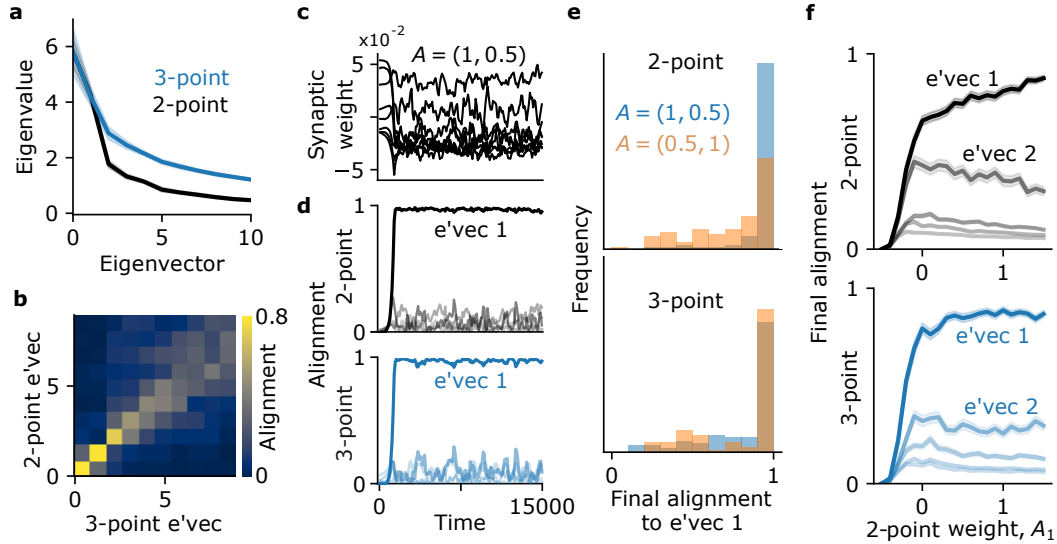 a
Eigenvalue
6
4
2
0
3-point
2-point
0
5
10
Eigenvector
b
2-point e'vec
5
0
0
5
3-point e'vec
0.8
Alignment
0
c
×10⁻²
5
−5
Synaptic
weight
A = (1, 0.5)
d
Alignment
2-point
1
0
e'vec 1
3-point
1
0
e'vec 1
0
15000
Time
e
Frequency
2-point
A = (1, 0.5)
A = (0.5, 1)
3-point
0
1
Final alignment
to e'vec 1
f
Final alignment
2-point
1
0
e'vec 1
e'vec 2
0
1
3-point
1
0
e'vec 1
e'vec 2
0
1
2-point weight, A₁